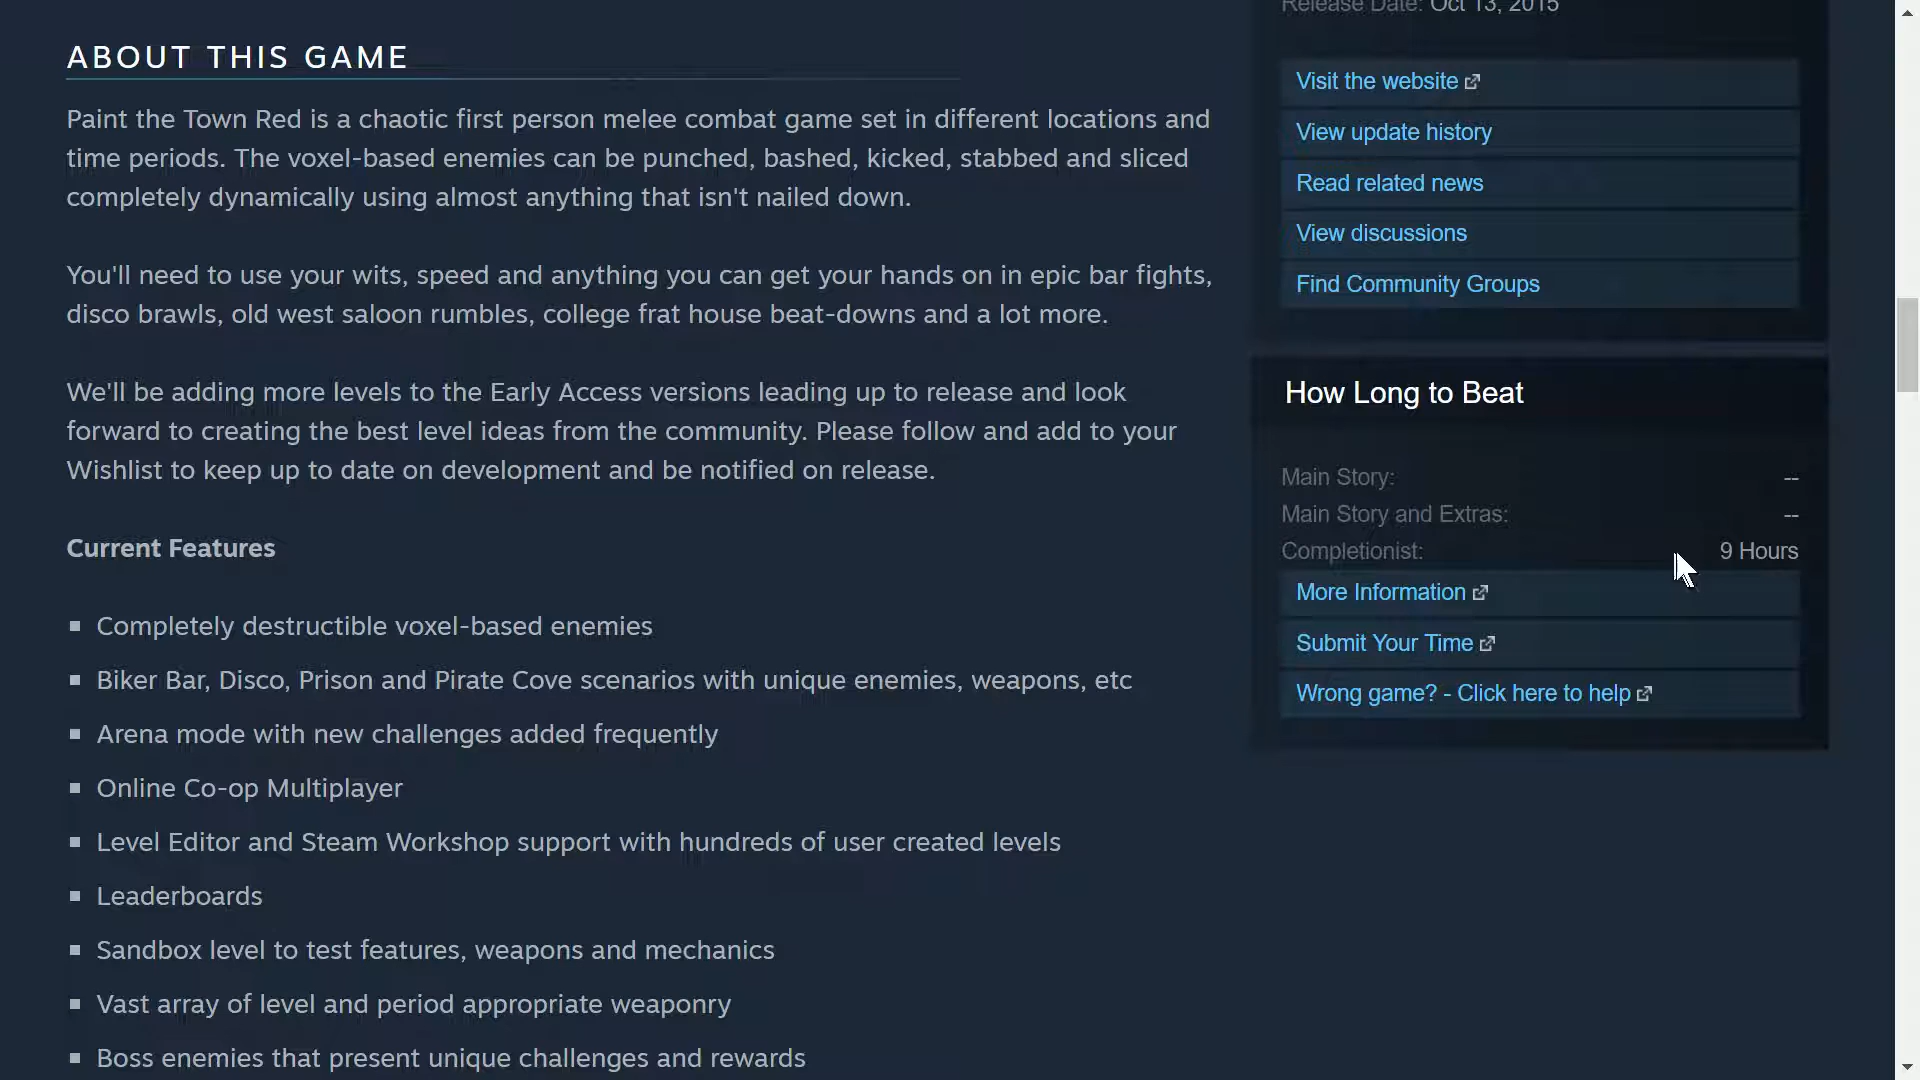 ABOUT THIS GAME
Paint the Town Red is a chaotic first person melee combat game set in different locations and
time periods. The voxel-based enemies can be punched, bashed, kicked, stabbed and sliced
completely dynamically using almost anything that isn't nailed down.
You'll need to use your wits, speed and anything you can get your hands on in epic bar fights,
disco brawls, old west saloon rumbles, college frat house beat-downs and a lot more.
We'll be adding more levels to the Early Access versions leading up to release and look
forward to creating the best level ideas from the community. Please follow and add to your
Wishlist to keep up to date on development and be notified on release.
Current Features
Completely destructible voxel-based enemies
Biker Bar, Disco, Prison and Pirate Cove scenarios with unique enemies, weapons, etc
Arena mode with new challenges added frequently
Online Co-op Multiplayer
Level Editor and Steam Workshop support with hundreds of user created levels
Leaderboards
Sandbox level to test features, weapons and mechanics
Vast array of level and period appropriate weaponry
Boss enemies that present unique challenges and rewards
Release Date: Oct 13, 2015
Visit the website
View update history
Read related news
View discussions
Find Community Groups
How Long to Beat
Main Story: --
Main Story and Extras: --
Completionist: 9 Hours
More Information
Submit Your Time
Wrong game? - Click here to help